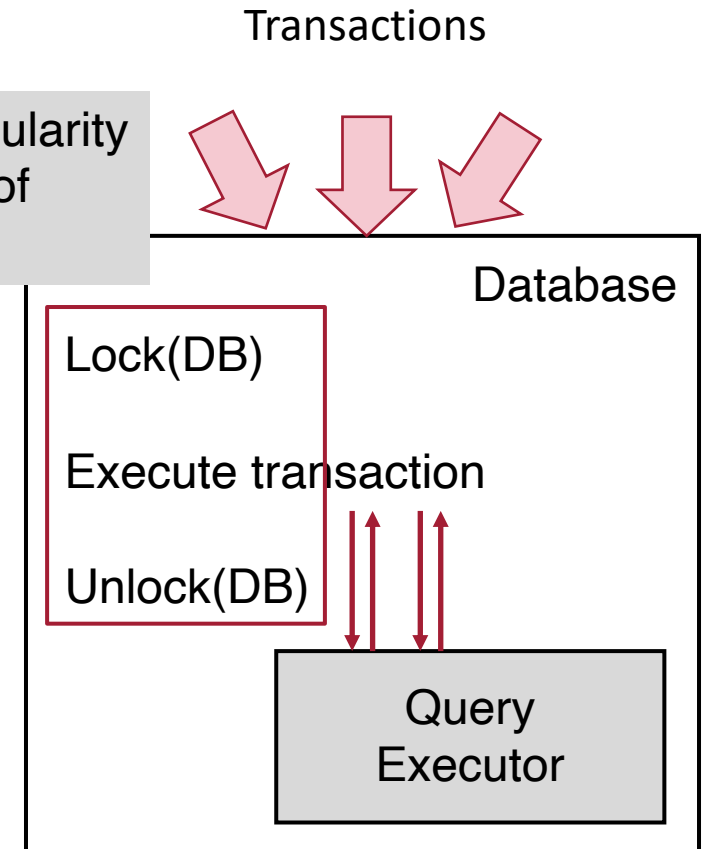 Transactions
ularity
of
Database
Lock(DB)
Execute transaction
Unlock(DB)
Query
Executor